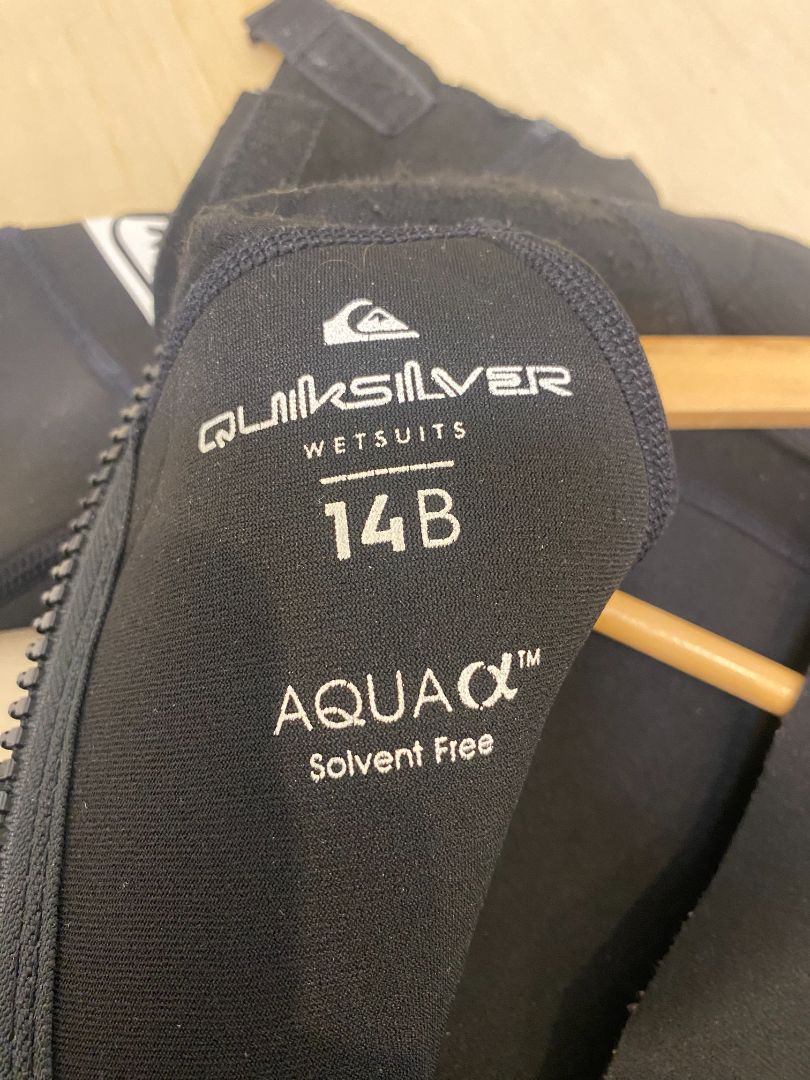 QUIKSILVER
WETSUITS
14B
AQUAα™
Solvent Free